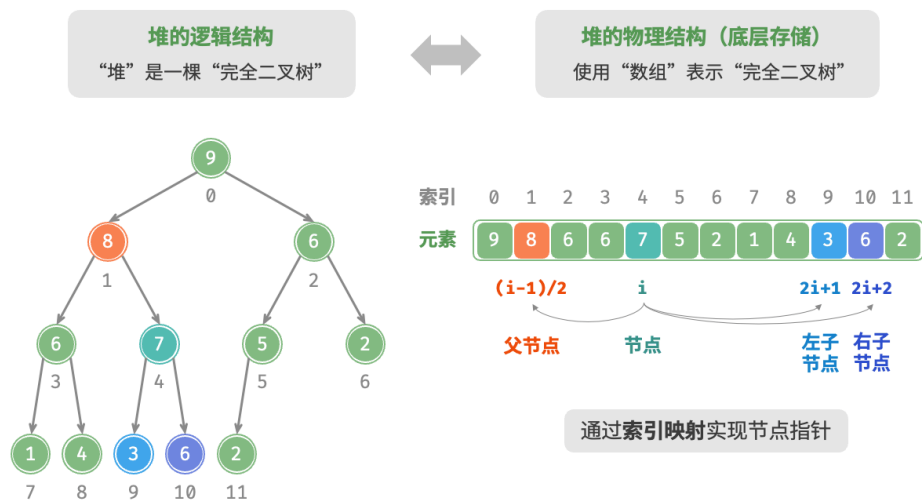 堆的逻辑结构
“堆”是一棵“完全二叉树”
堆的物理结构（底层存储）
使用“数组”表示“完全二叉树”
9
0
8 6
1 2
6 7 5 2
3 4 5 6
1 4 3 6 2
7 8 9 10 11
索引 0 1 2 3 4 5 6 7 8 9 10 11
元素 9 8 6 6 7 5 2 1 4 3 6 2
(i-1)/2 i 2i+1 2i+2
父节点 节点 左子节点 右子节点
通过索引映射实现节点指针